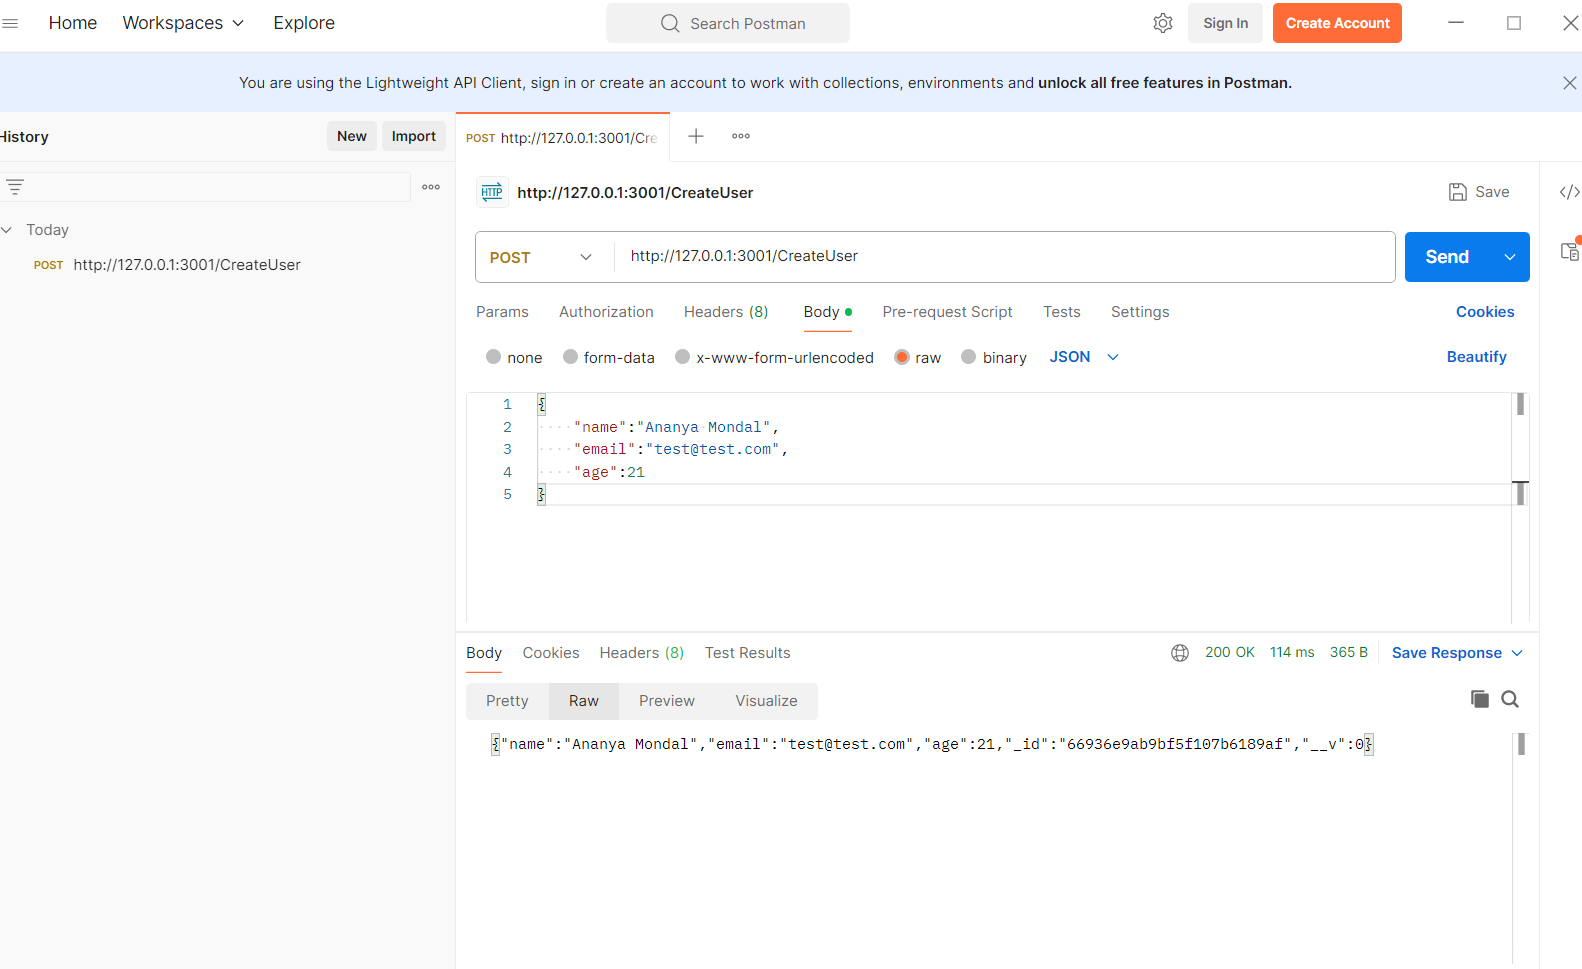 Home Workspaces Explore Search Postman Sign In Create Account
You are using the Lightweight API Client, sign in or create an account to work with collections, environments and unlock all free features in Postman.
History New Import
POST http://127.0.0.1:3001/Cre
HTTP http://127.0.0.1:3001/CreateUser Save
Today
POST http://127.0.0.1:3001/CreateUser
POST http://127.0.0.1:3001/CreateUser Send
Params Authorization Headers (8) Body Pre-request Script Tests Settings Cookies
none form-data x-www-form-urlencoded raw binary JSON Beautify
1 {
2 "name":"Ananya Mondal",
3 "email":"test@test.com",
4 "age":21
5 }
Body Cookies Headers (8) Test Results 200 OK 114 ms 365 B Save Response
Pretty Raw Preview Visualize
{"name":"Ananya Mondal","email":"test@test.com","age":21,"_id":"66936e9ab9bf5f107b6189af","__v":0}